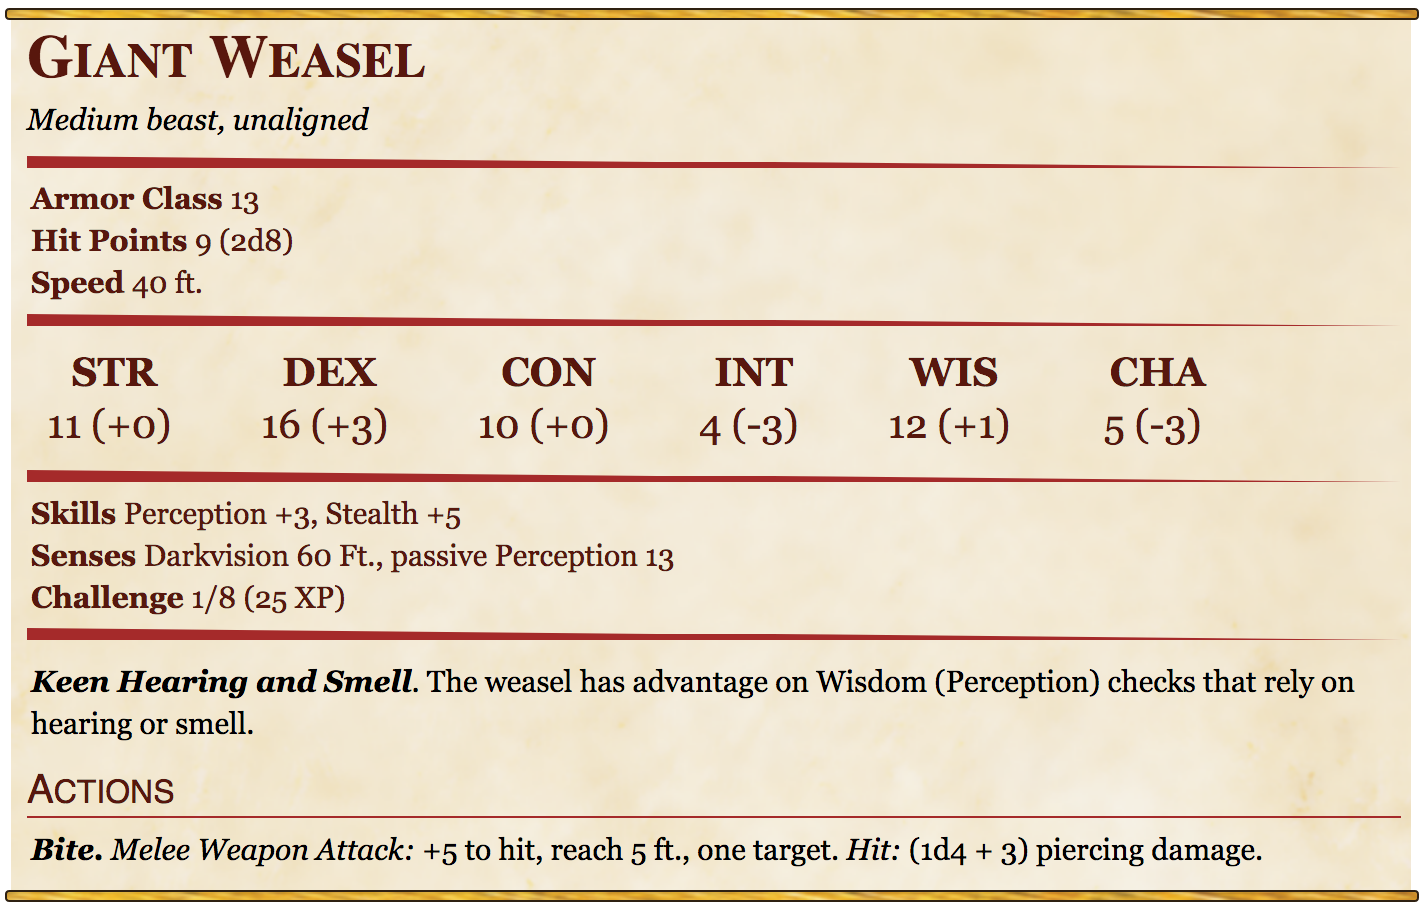 Giant Weasel
Medium beast, unaligned
Armor Class 13
Hit Points 9 (2d8)
Speed 40 ft.
STR DEX CON INT WIS CHA
11 (+0) 16 (+3) 10 (+0) 4 (-3) 12 (+1) 5 (-3)
Skills Perception +3, Stealth +5
Senses Darkvision 60 Ft., passive Perception 13
Challenge 1/8 (25 XP)
Keen Hearing and Smell. The weasel has advantage on Wisdom (Perception) checks that rely on
hearing or smell.
Actions
Bite. Melee Weapon Attack: +5 to hit, reach 5 ft., one target. Hit: (1d4 + 3) piercing damage.